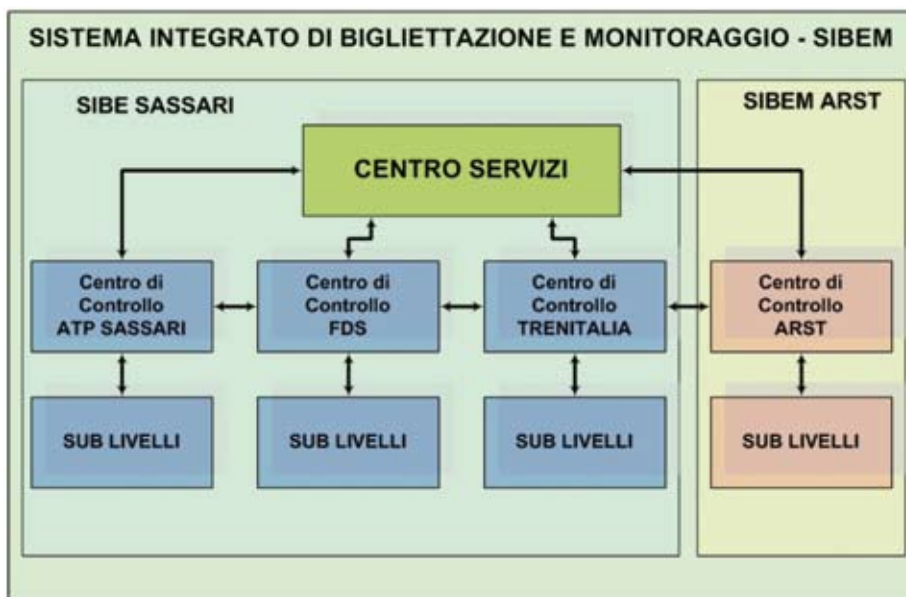 SISTEMA INTEGRATO DI BIGLIETTAZIONE E MONITORAGGIO - SIBEM
SIBE SASSARI
SIBEM ARST
CENTRO SERVIZI
Centro di
Controllo
ATP SASSARI
Centro di
Controllo
FDS
Centro di
Controllo
TRENITALIA
Centro di
Controllo
ARST
SUB LIVELLI
SUB LIVELLI
SUB LIVELLI
SUB LIVELLI